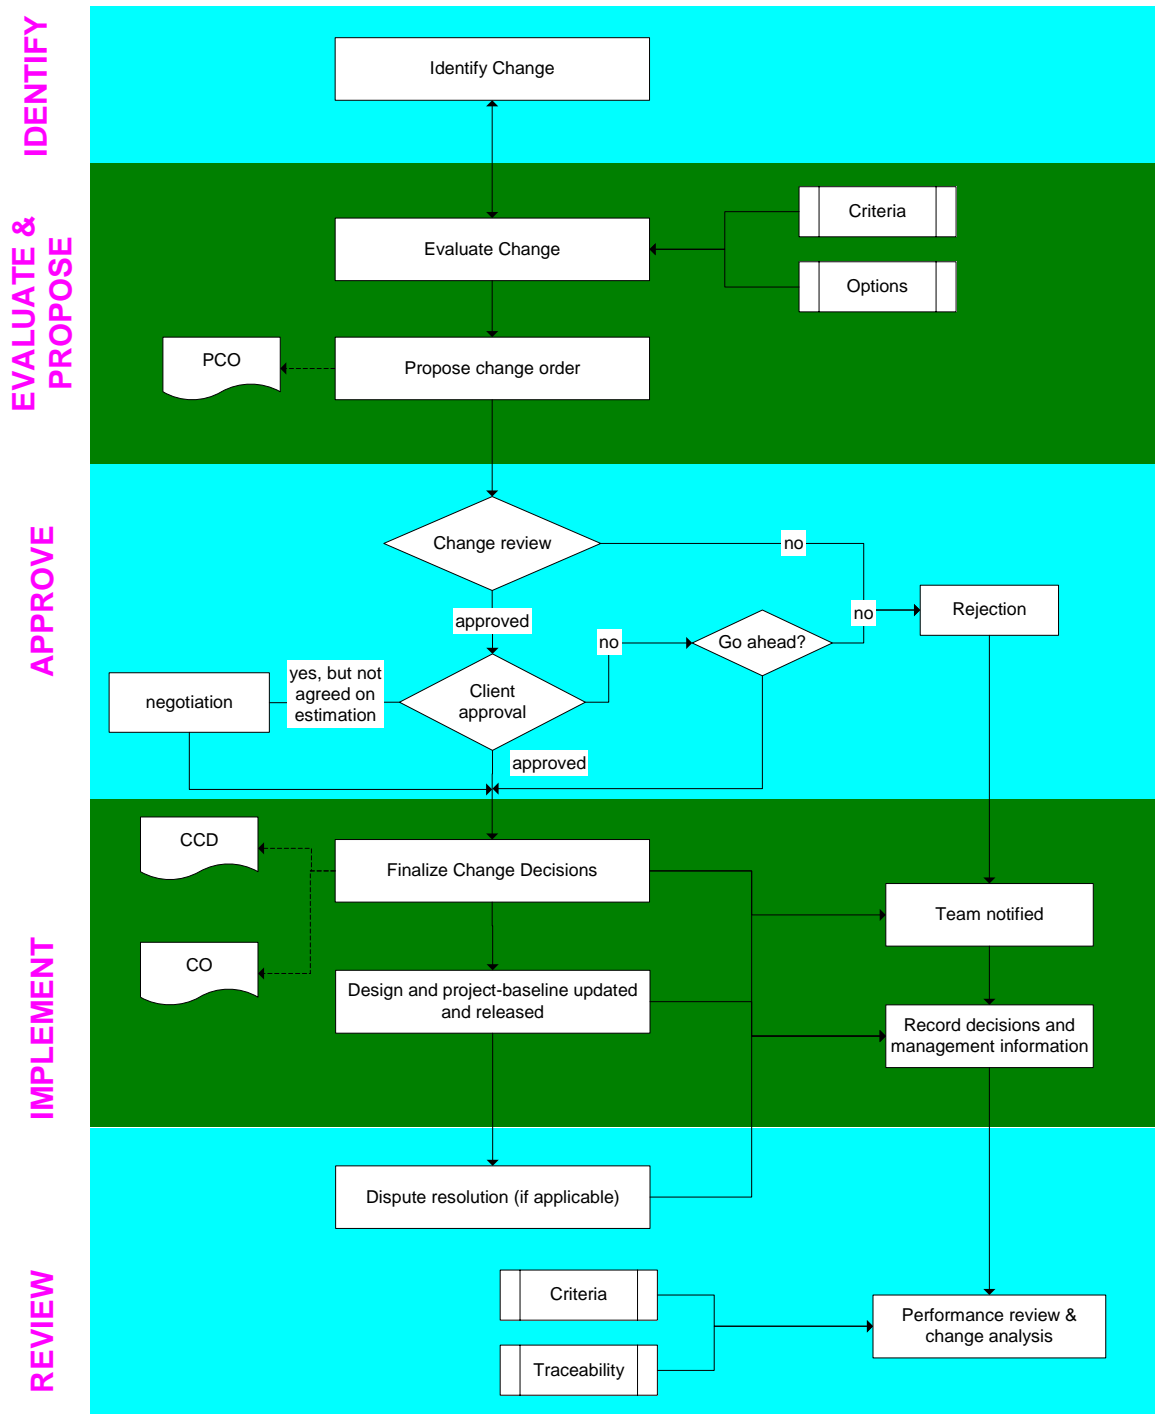 IDENTIFY
Identify Change
EVALUATE &
PROPOSE
Evaluate Change
Criteria
Options
PCO
Propose change order
APPROVE
Change review
no
approved
no
Go ahead?
no
Rejection
negotiation
yes, but not
agreed on
estimation
Client
approval
approved
IMPLEMENT
CCD
Finalize Change Decisions
Team notified
CO
Design and project-baseline updated
and released
Record decisions and
management information
REVIEW
Dispute resolution (if applicable)
Criteria
Traceability
Performance review &
change analysis